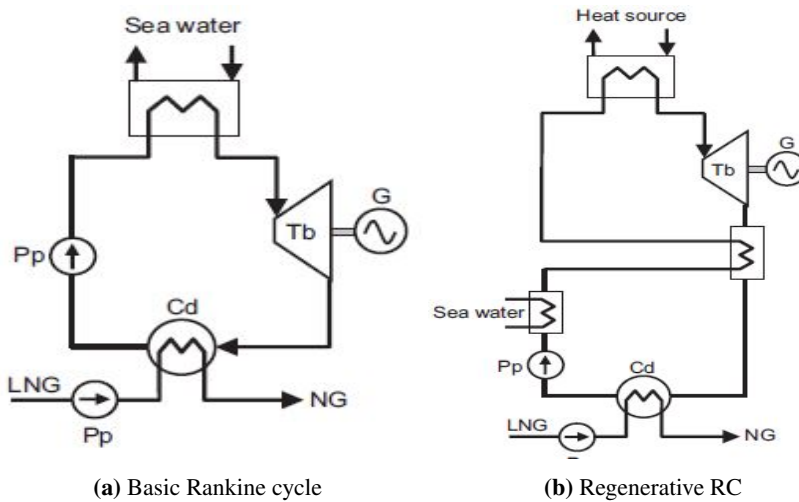 Sea water
G
Tb
Pp
Cd
LNG
NG
Pp
(a) Basic Rankine cycle
Heat source
G
Tb
Sea water
Pp
Cd
LNG
NG
(b) Regenerative RC